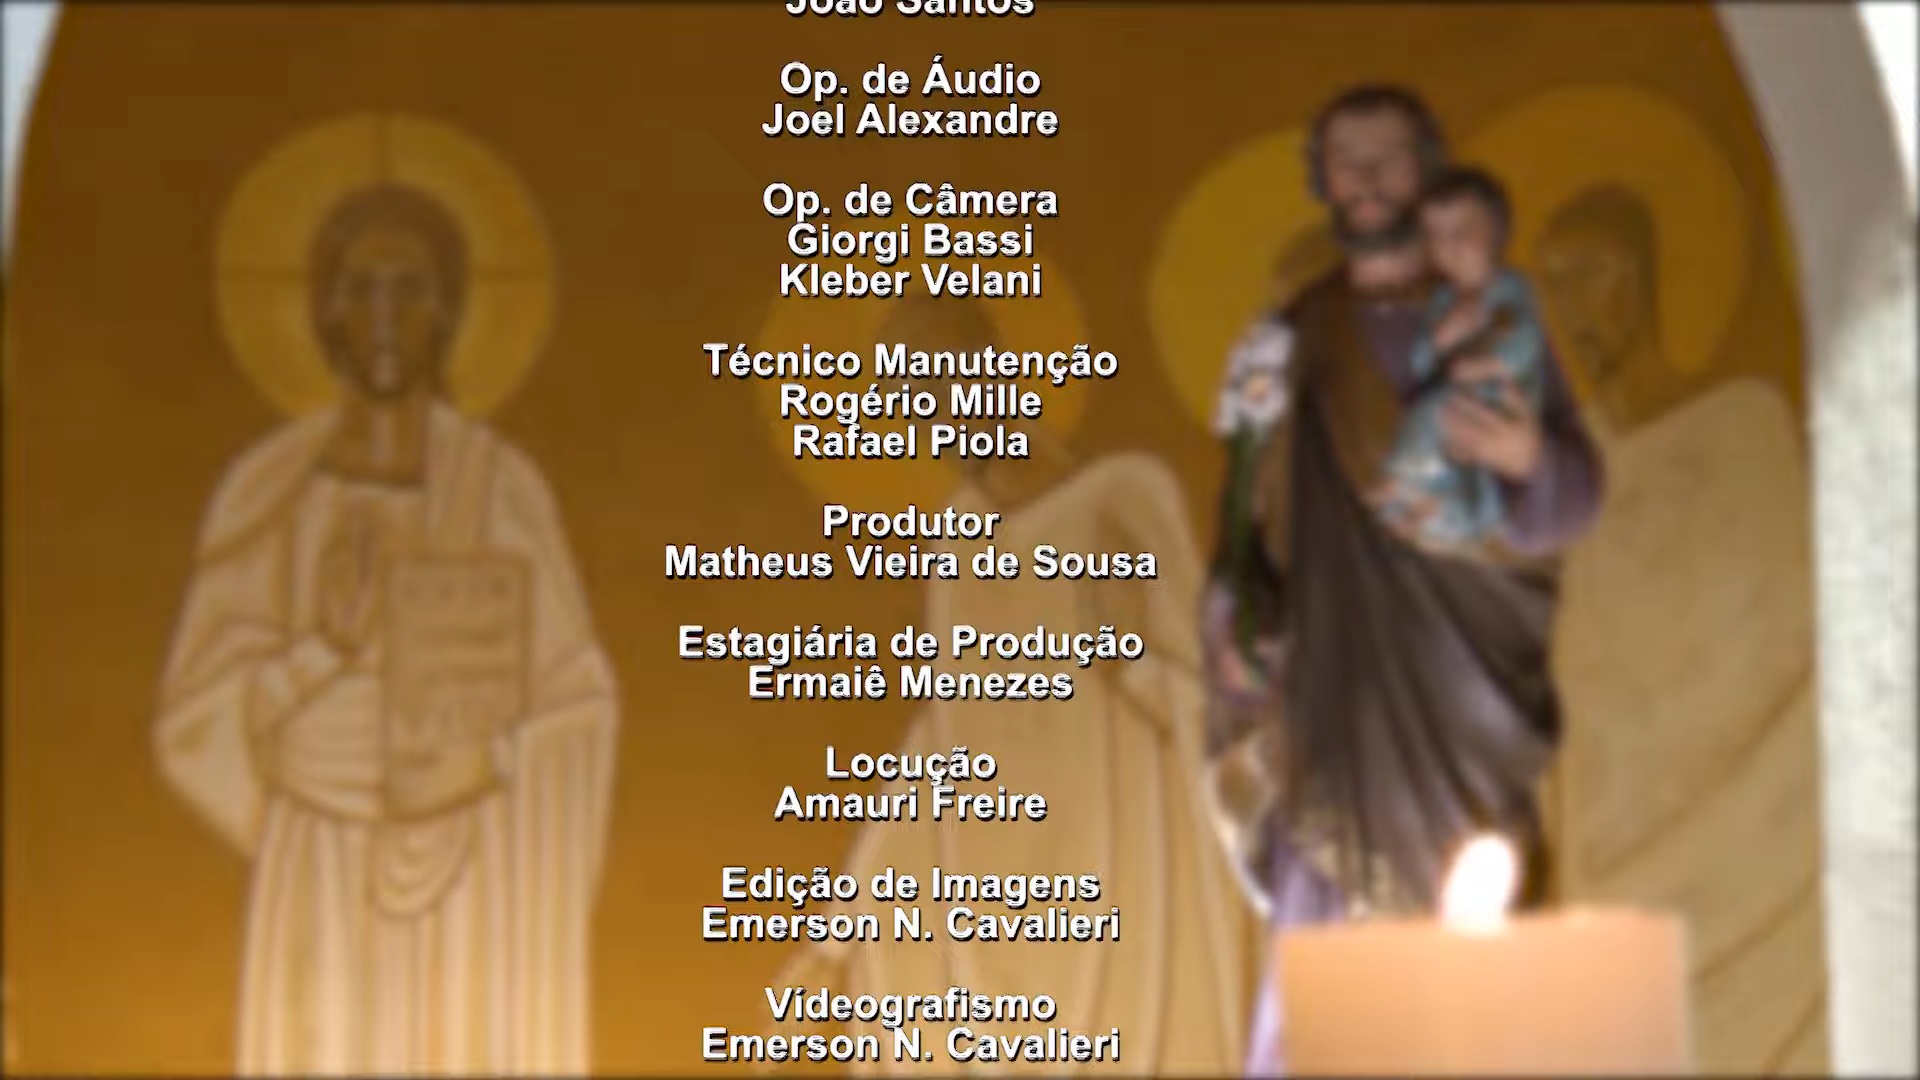 João Santos
Op. de Áudio
Joel Alexandre
Op. de Câmera
Giorgi Bassi
Kleber Velani
Técnico Manutenção
Rogério Mille
Rafael Piola
Produtor
Matheus Vieira de Sousa
Estagiária de Produção
Ermaiê Menezes
Locução
Amauri Freire
Edição de Imagens
Emerson N. Cavalieri
Vídeografismo
Emerson N. Cavalieri